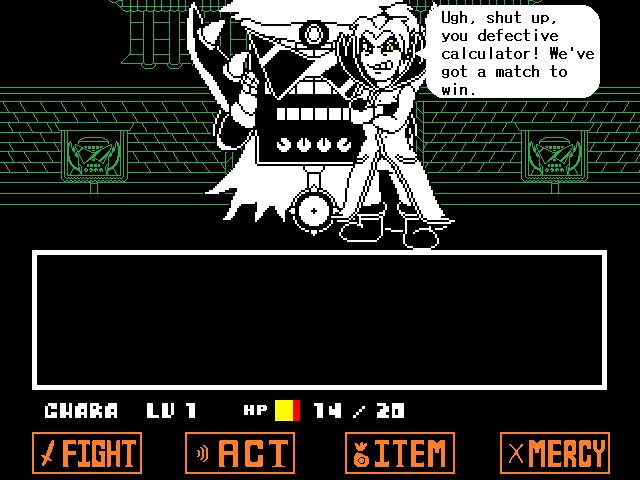 Ugh, shut up,
you defective
calculator! We've
got a match to
win.
CHARA LV 1 HP 14 / 20
FIGHT ACT ITEM MERCY